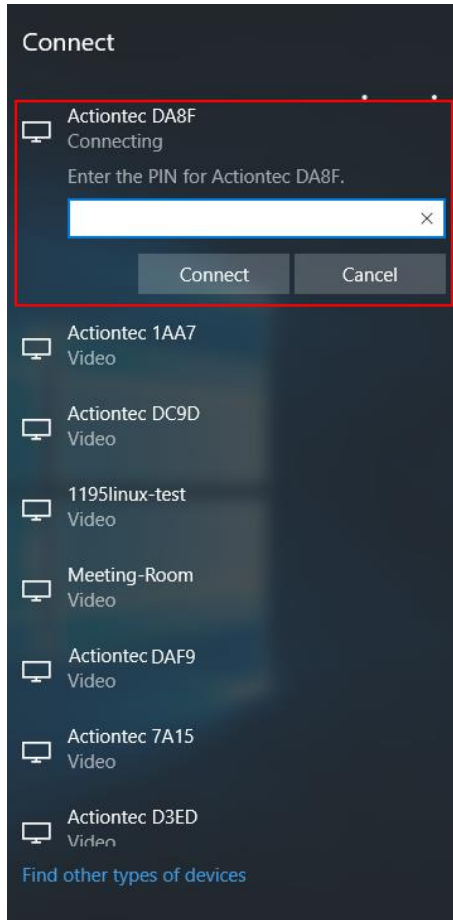 Connect
Actiontec DA8F
Connecting
Enter the PIN for Actiontec DA8F.
Connect Cancel
Actiontec 1AA7
Video
Actiontec DC9D
Video
1195linux-test
Video
Meeting-Room
Video
Actiontec DAF9
Video
Actiontec 7A15
Video
Actiontec D3ED
Video
Find other types of devices